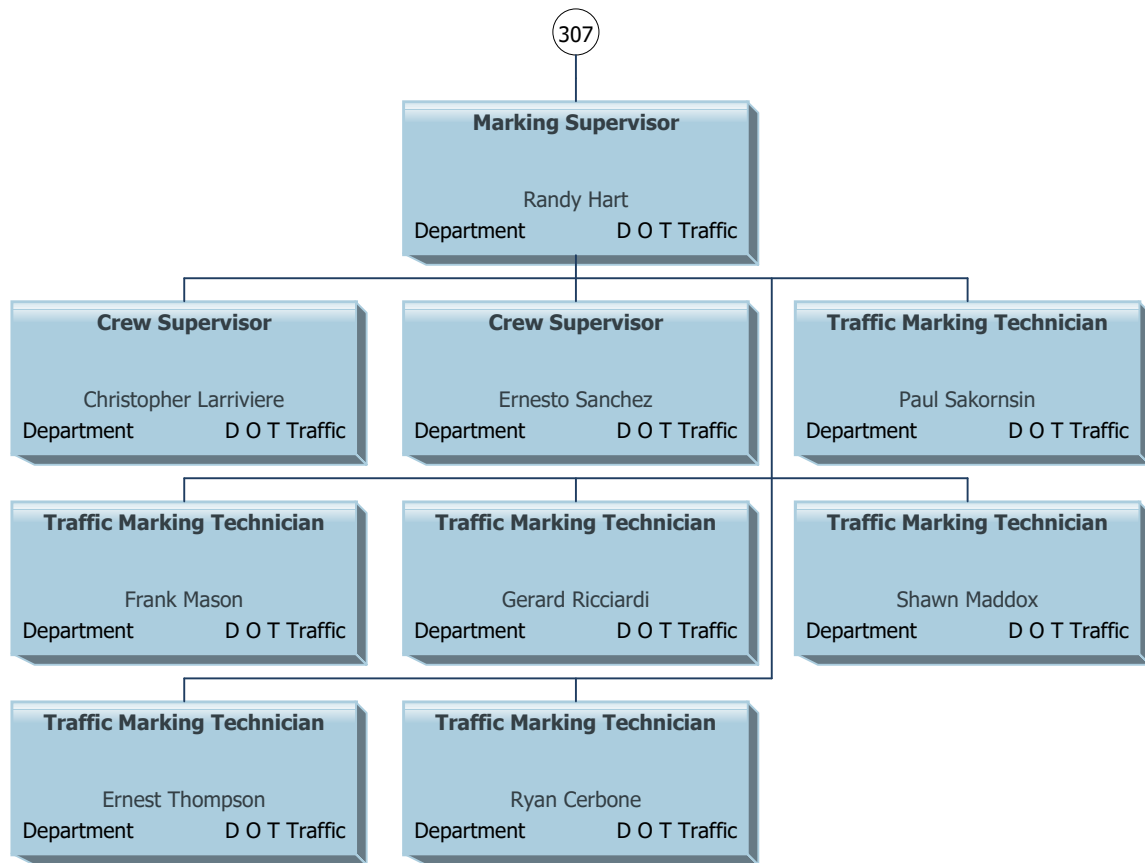 307
Marking Supervisor
Randy Hart
Department D O T Traffic
Crew Supervisor
Christopher Larriviere
Department D O T Traffic
Crew Supervisor
Ernesto Sanchez
Department D O T Traffic
Traffic Marking Technician
Paul Sakornsin
Department D O T Traffic
Traffic Marking Technician
Frank Mason
Department D O T Traffic
Traffic Marking Technician
Gerard Ricciardi
Department D O T Traffic
Traffic Marking Technician
Shawn Maddox
Department D O T Traffic
Traffic Marking Technician
Ernest Thompson
Department D O T Traffic
Traffic Marking Technician
Ryan Cerbone
Department D O T Traffic